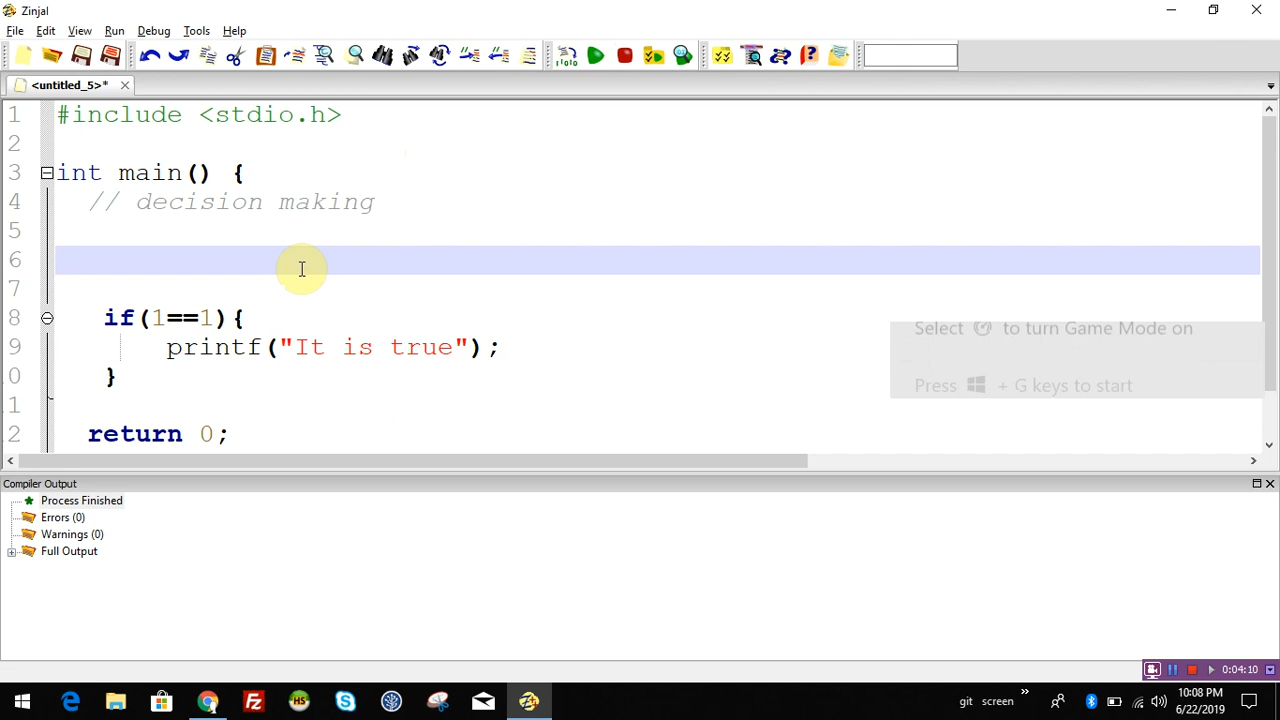 Zinjal
File Edit View Run Debug Tools Help
<untitled_5>*
1 #include <stdio.h>
2
3 int main() {
4 // decision making
5
6
7
8 if(1==1){
9 printf("It is true");
0 }
1
2 return 0;
Select to turn Game Mode on
Press + G keys to start
Compiler Output
Process Finished
Errors (0)
Warnings (0)
Full Output
0:04:10
git screen
10:08 PM
6/22/2019